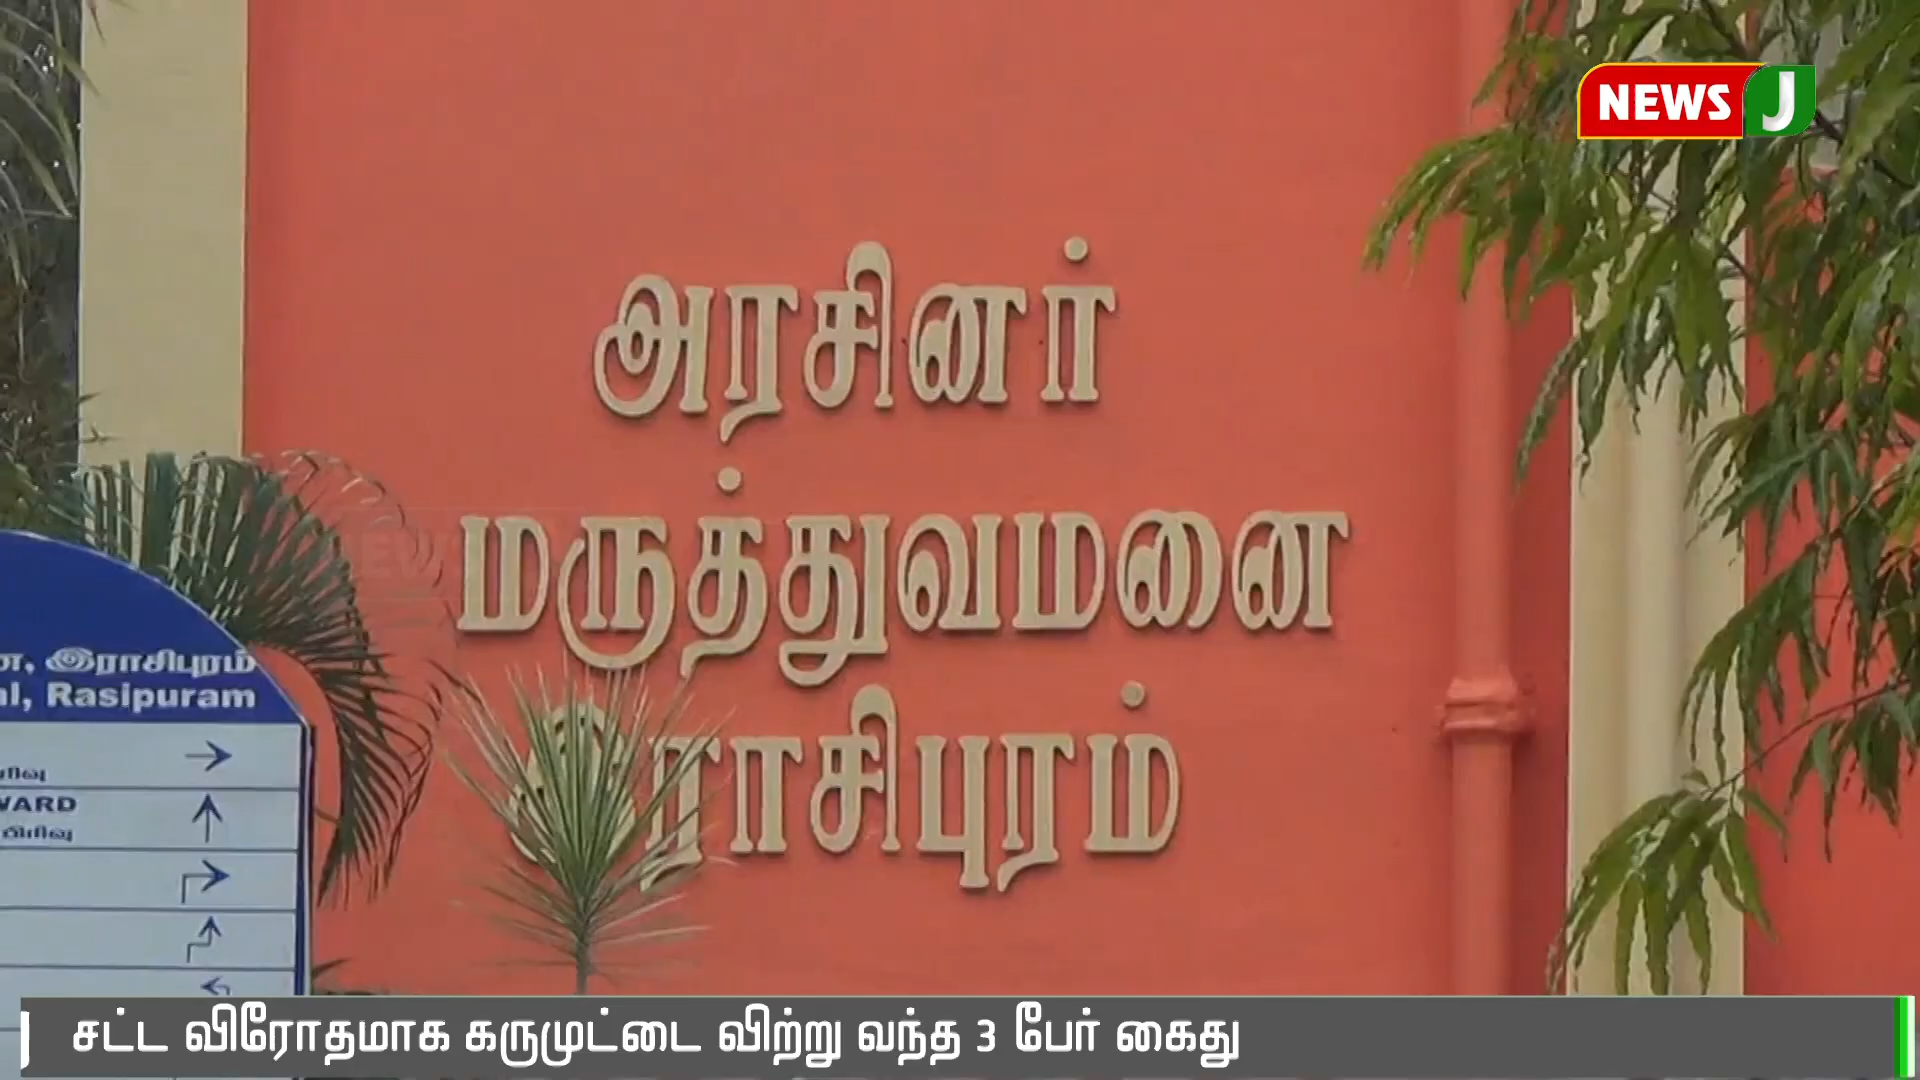 NEWS J
அரசினர்
மருத்துவமனை
இராசிபுரம்
இராசிபுரம்
Rasipuram
WARD
பிரிவு
சட்ட விரோதமாக கருமுட்டை விற்று வந்த 3 பேர் கைது